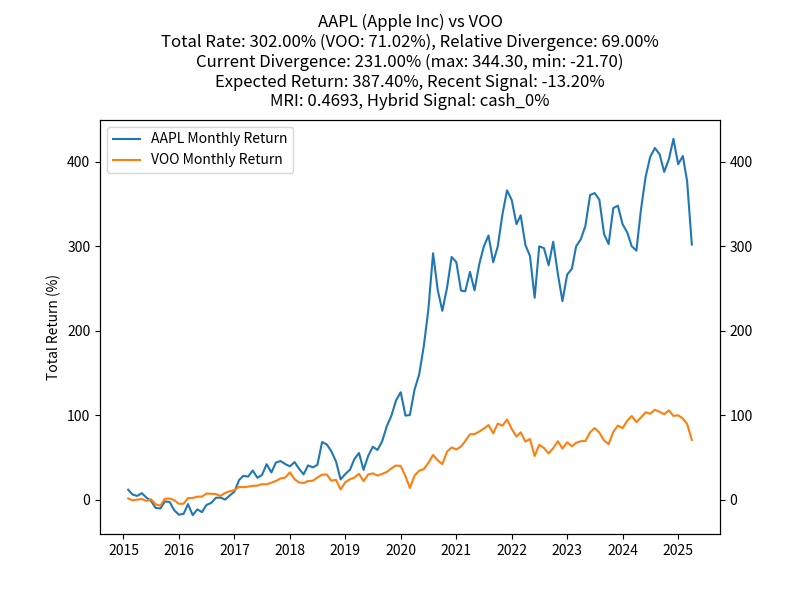 AAPL (Apple Inc) vs VOO
Total Rate: 302.00% (VOO: 71.02%), Relative Divergence: 69.00%
Current Divergence: 231.00% (max: 344.30, min: -21.70)
Expected Return: 387.40%, Recent Signal: -13.20%
MRI: 0.4693, Hybrid Signal: cash_0%
AAPL Monthly Return
VOO Monthly Return
Total Return (%)
400
300
200
100
0
400
300
200
100
0
2015 2016 2017 2018 2019 2020 2021 2022 2023 2024 2025